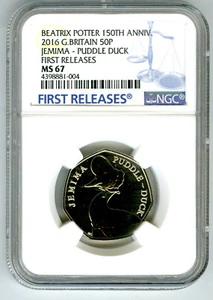 BEATRIX POTTER 150TH ANNIV.
2016 G.BRITAIN 50P
JEMIMA - PUDDLE DUCK
FIRST RELEASES
MS 67
4398881-004
FIRST RELEASES
NGC
JEMIMA PUDDLE-DUCK